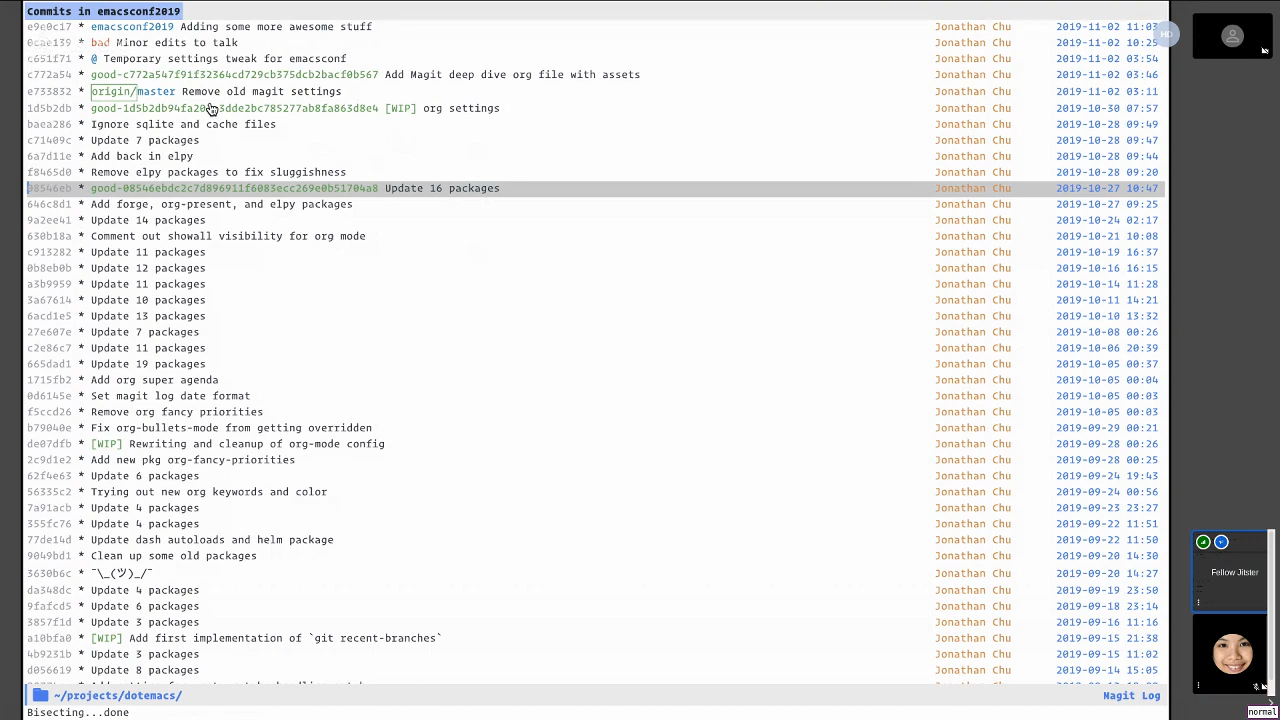 Commits in emacsconf2019
e9e0c17 * emacsconf2019 Adding some more awesome stuff Jonathan Chu 2019-11-02 11:03
0cae139 * bad Minor edits to talk Jonathan Chu 2019-11-02 10:25
HD
c651f71 * @ Temporary settings tweak for emacsconf Jonathan Chu 2019-11-02 03:54
c772a54 * good-c772a547f91f32364cd729cb375dcb2bacf0b567 Add Magit deep dive org file with assets Jonathan Chu 2019-11-02 03:46
e733832 * origin/master Remove old magit settings Jonathan Chu 2019-11-02 03:11
1d5b2db * [WIP] org settings Jonathan Chu 2019-10-30 07:57
baea286 * Ignore sqlite and cache files Jonathan Chu 2019-10-28 09:49
c71409c * Update 7 packages Jonathan Chu 2019-10-28 09:44
6a7d11e * Add back in elpy Jonathan Chu 2019-10-28 09:44
f8465d0 * Remove elpy packages to fix sluggishness Jonathan Chu 2019-10-28 09:20
08546eb * good-08546ebdc2c7d896911f6083ecc269e0b51704a8 Update 16 packages Jonathan Chu 2019-10-27 10:47
646c8d1 * Add forge, org-present, and elpy packages Jonathan Chu 2019-10-27 09:25
9a2ee41 * Update 14 packages Jonathan Chu 2019-10-24 02:17
630b18a * Comment out showall visibility for org mode Jonathan Chu 2019-10-21 10:08
c913282 * Update 11 packages Jonathan Chu 2019-10-19 16:37
0b8eb0b * Update 12 packages Jonathan Chu 2019-10-16 16:15
a3b9959 * Update 11 packages Jonathan Chu 2019-10-14 11:28
3a67614 * Update 10 packages Jonathan Chu 2019-10-11 14:21
6acd1e5 * Update 13 packages Jonathan Chu 2019-10-10 13:32
27e607e * Update 7 packages Jonathan Chu 2019-10-08 00:26
c2e86c7 * Update 11 packages Jonathan Chu 2019-10-06 20:39
665dad1 * Update 19 packages Jonathan Chu 2019-10-05 00:37
1715fb2 * Add org super agenda Jonathan Chu 2019-10-05 00:04
0d6145e * Set magit log date format Jonathan Chu 2019-10-05 00:03
f5ccd26 * Remove org fancy priorities Jonathan Chu 2019-10-05 00:03
b79040e * Fix org-bullets-mode from getting overridden Jonathan Chu 2019-09-29 00:21
de07dfb * [WIP] Rewriting and cleanup of org-mode config Jonathan Chu 2019-09-28 00:26
2c9d1e2 * Add new pkg org-fancy-priorities Jonathan Chu 2019-09-28 00:25
62f4e63 * Update 6 packages Jonathan Chu 2019-09-24 19:43
56335c2 * Trying out new org keywords and color Jonathan Chu 2019-09-24 00:56
7a91acb * Update 4 packages Jonathan Chu 2019-09-23 23:27
355fc76 * Update 4 packages Jonathan Chu 2019-09-22 11:51
77de14d * Update dash autoloads and helm package Jonathan Chu 2019-09-22 11:50
9049bd1 * Clean up some old packages Jonathan Chu 2019-09-20 14:30
3630b6c * ¯\_(ツ)_/¯ Jonathan Chu 2019-09-20 14:27
Fellow Jitster
da348dc * Update 4 packages Jonathan Chu 2019-09-19 23:50
9fafcd5 * Update 6 packages Jonathan Chu 2019-09-18 23:14
3857f1d * Update 3 packages Jonathan Chu 2019-09-16 11:16
a10bfa0 * [WIP] Add first implementation of `git recent-branches` Jonathan Chu 2019-09-15 21:38
4b9231b * Update 3 packages Jonathan Chu 2019-09-15 11:02
d056619 * Update 8 packages Jonathan Chu 2019-09-14 15:05
~/projects/dotemacs/ Magit Log
Bisecting...done
normal